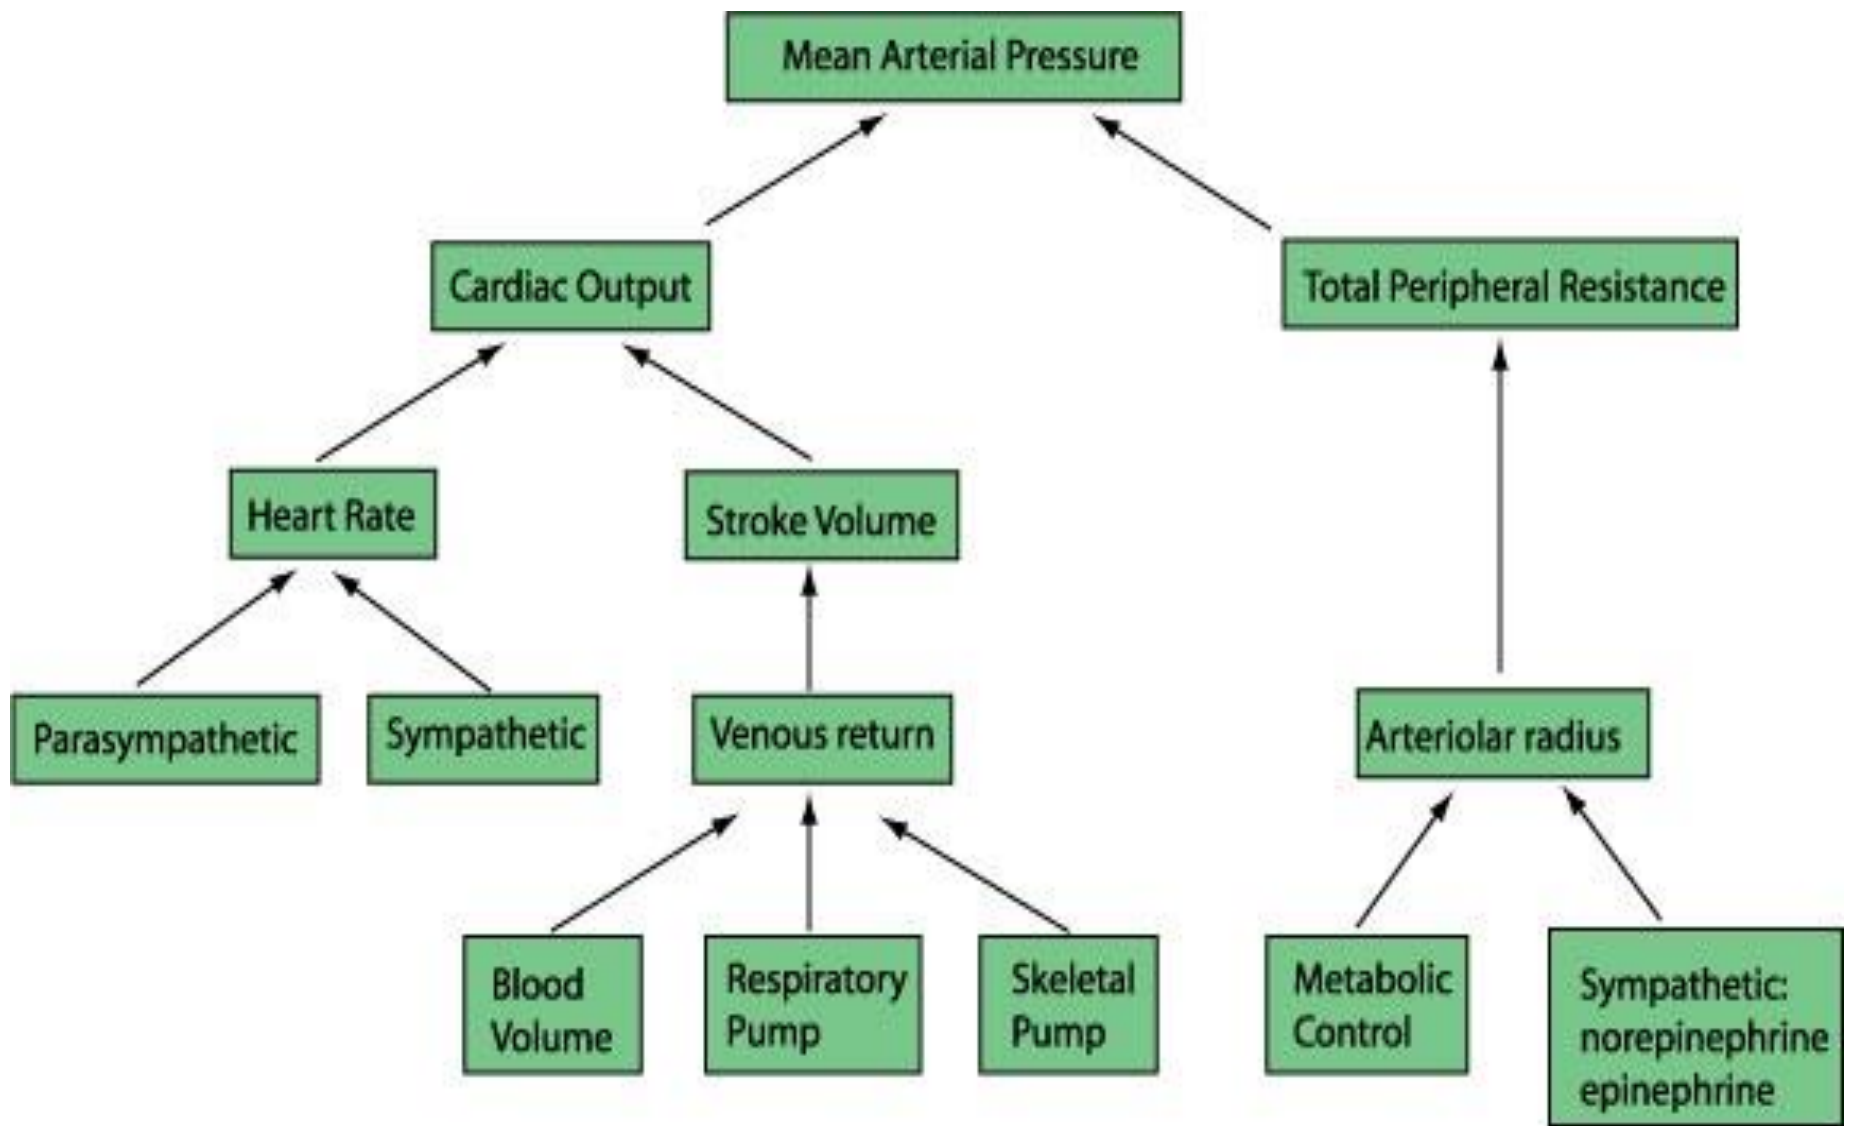 Mean Arterial Pressure
Cardiac Output
Total Peripheral Resistance
Heart Rate
Stroke Volume
Parasympathetic
Sympathetic
Venous return
Arteriolar radius
Blood
Volume
Respiratory
Pump
Skeletal
Pump
Metabolic
Control
Sympathetic:
norepinephrine
epinephrine